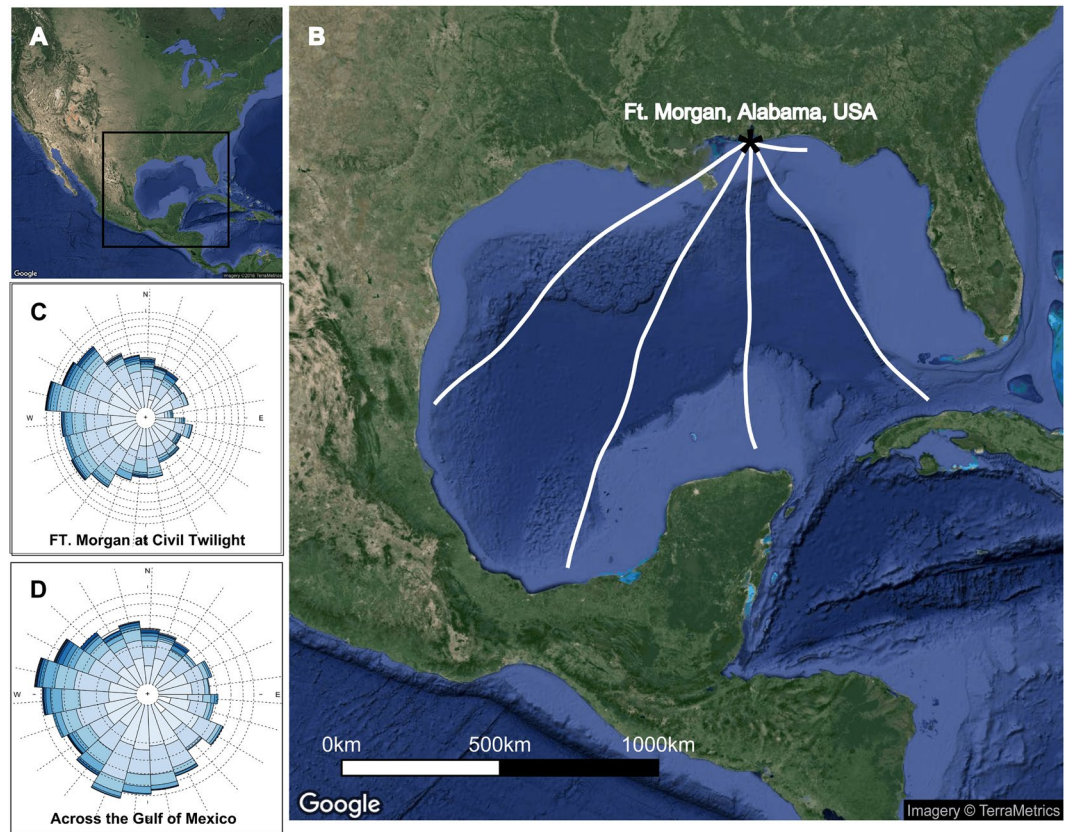 A
Google
Imagery ©2016 TerraMetrics
B
Ft. Morgan, Alabama, USA
0km 500km 1000km
Google
Imagery © TerraMetrics
C
N
W
E
FT. Morgan at Civil Twilight
D
N
W
E
Across the Gulf of Mexico